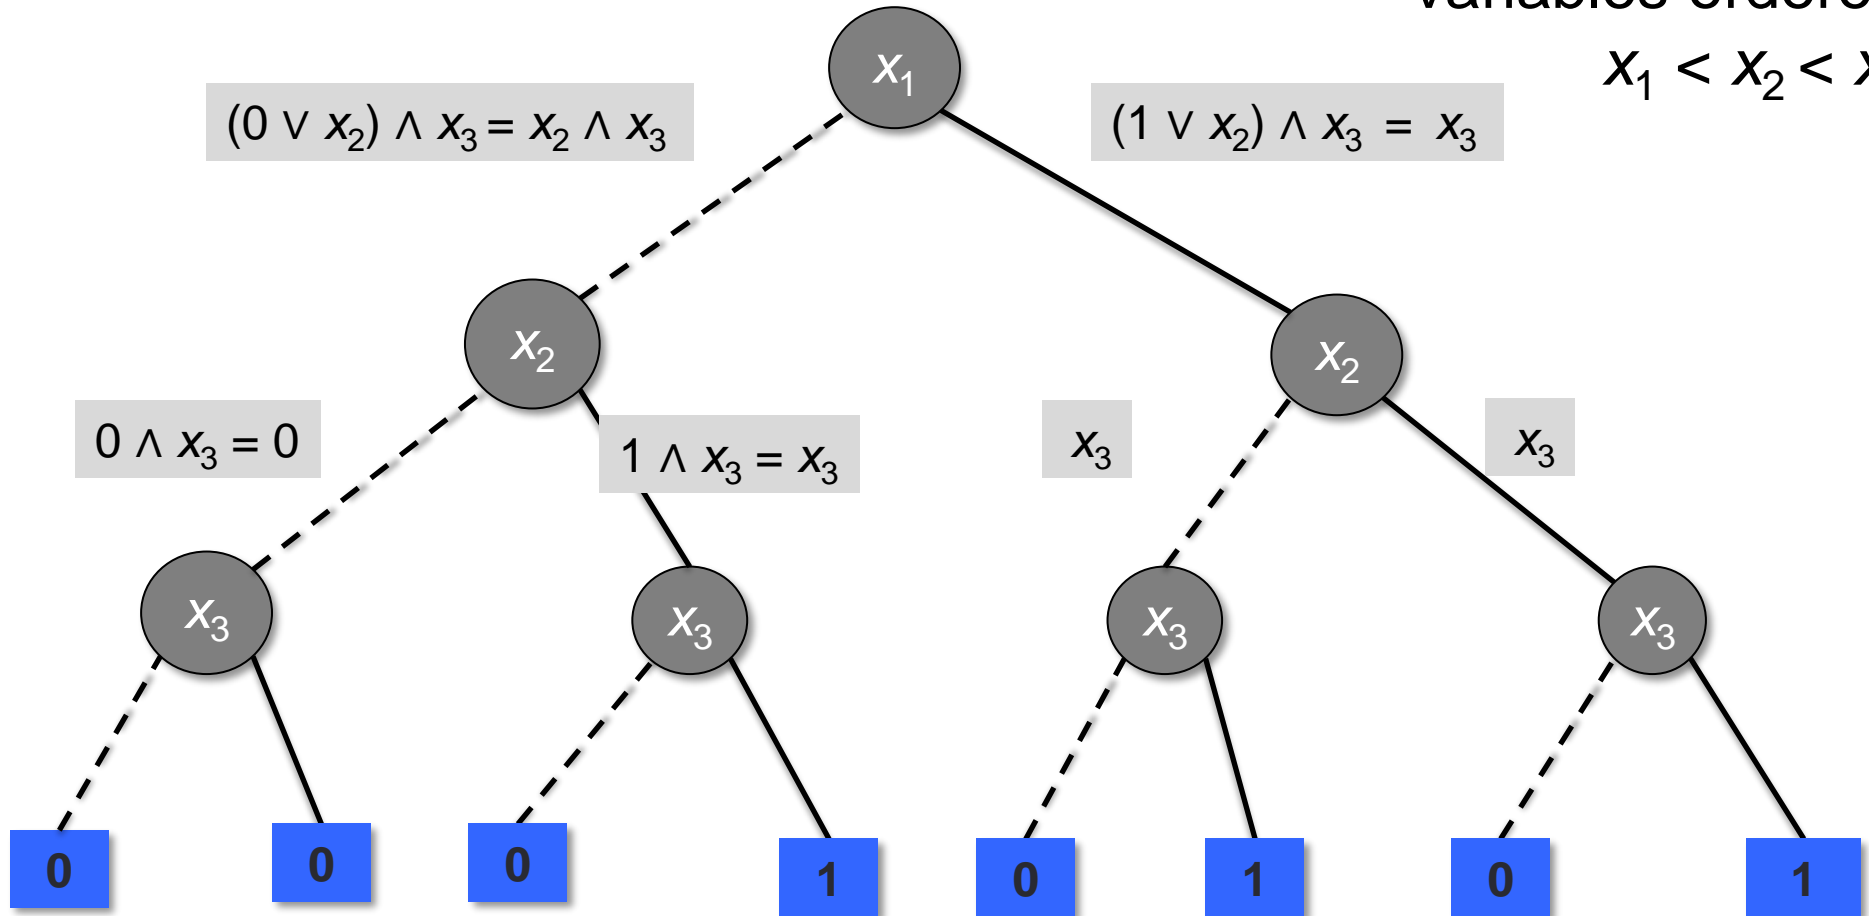 variables ordered
x₁ < x₂ < x
x₁
(0 ∨ x₂) ∧ x₃ = x₂ ∧ x₃
(1 ∨ x₂) ∧ x₃ = x₃
x₂
x₂
0 ∧ x₃ = 0
1 ∧ x₃ = x₃
x₃
x₃
x₃
x₃
x₃
x₃
0
0
0
1
0
1
0
1